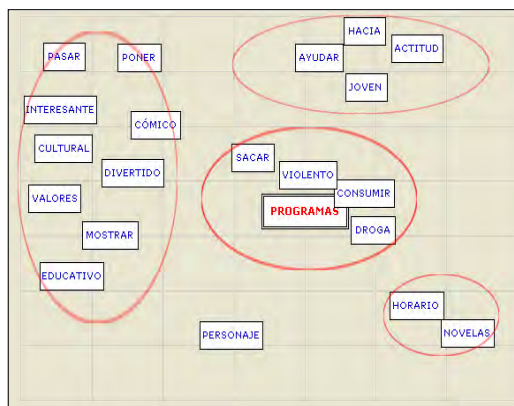 PASAR
PONER
INTERESANTE
CÓMICO
CULTURAL
DIVERTIDO
VALORES
MOSTRAR
EDUCATIVO
HACIA
ACTITUD
AYUDAR
JOVEN
SACAR
VIOLENTO
CONSUMIR
PROGRAMAS
DROGA
HORARIO
NOVELAS
PERSONAJE